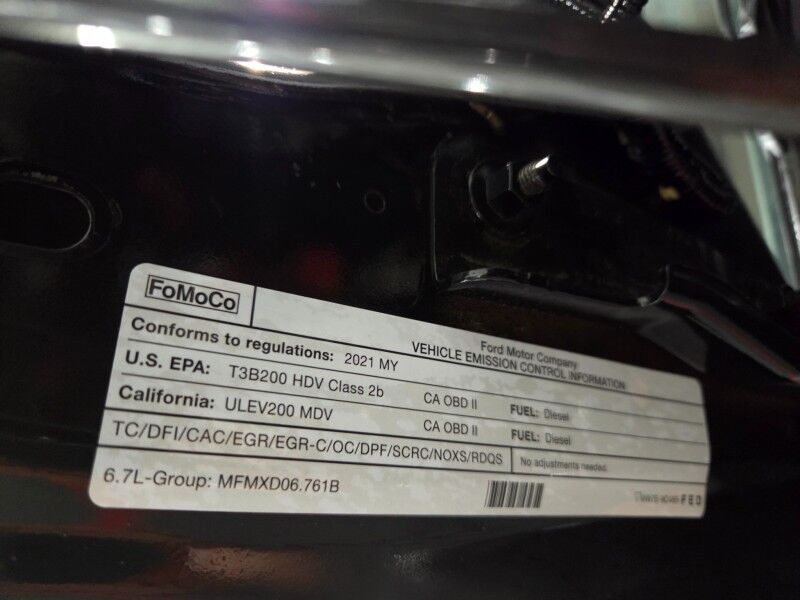 FoMoCo
Ford Motor Company
VEHICLE EMISSION CONTROL INFORMATION
Conforms to regulations: 2021 MY
U.S. EPA: T3B200 HDV Class 2b CA OBD II FUEL: Diesel
California: ULEV200 MDV CA OBD II FUEL: Diesel
TC/DFI/CAC/EGR/EGR-C/OC/DPF/SCRC/NOXS/RDQS No adjustments needed.
6.7L-Group: MFMXD06.761B